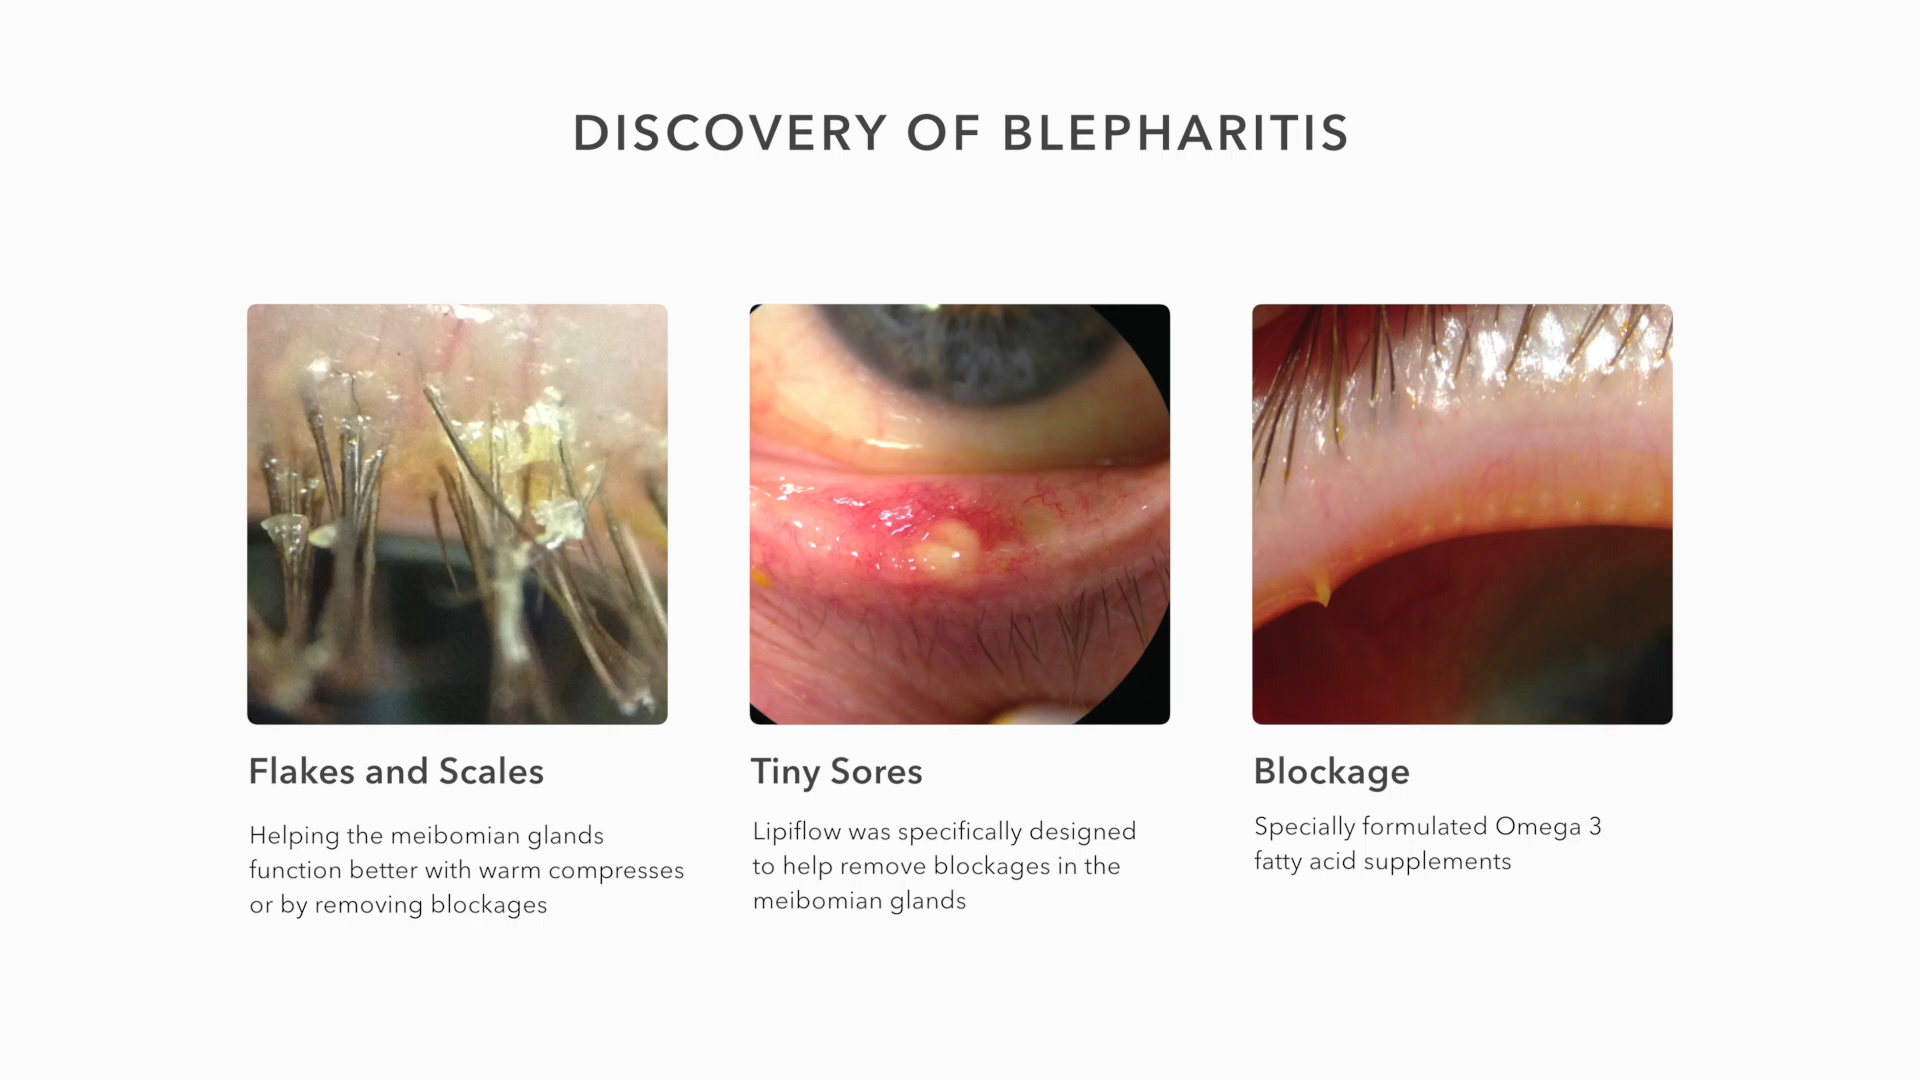 DISCOVERY OF BLEPHARITIS
Flakes and Scales
Helping the meibomian glands
function better with warm compresses
or by removing blockages
Tiny Sores
Lipiflow was specifically designed
to help remove blockages in the
meibomian glands
Blockage
Specially formulated Omega 3
fatty acid supplements